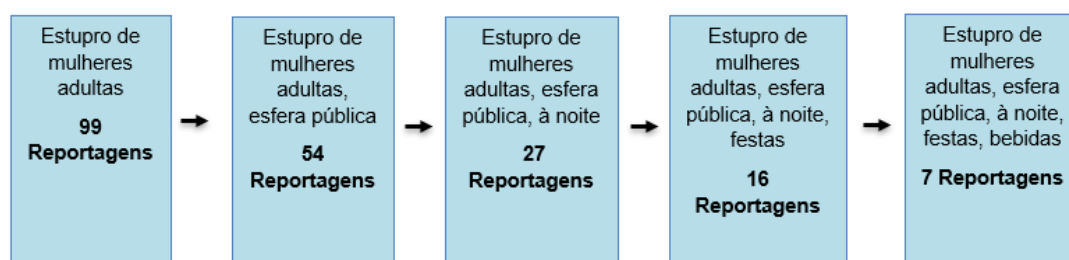 Estupro de
mulheres
adultas
99
Reportagens
Estupro de
mulheres
adultas,
esfera pública
54
Reportagens
Estupro de
mulheres
adultas, esfera
pública, à noite
27
Reportagens
Estupro de
mulheres
adultas, esfera
pública, à noite,
festas
16
Reportagens
Estupro de
mulheres
adultas, esfera
pública, à noite,
festas, bebidas
7 Reportagens